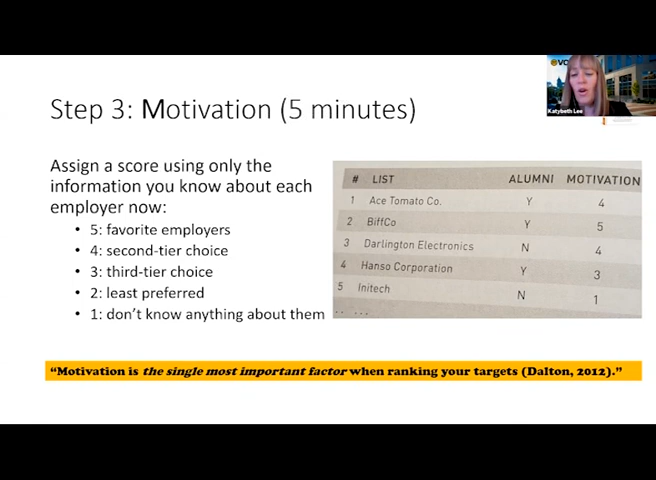 VC
Katybeth Lee
Step 3: Motivation (5 minutes)
Assign a score using only the
information you know about each
employer now:
• 5: favorite employers
• 4: second-tier choice
• 3: third-tier choice
• 2: least preferred
• 1: don't know anything about them
# LIST ALUMNI MOTIVATION
1 Ace Tomato Co. Y 4
2 BiffCo Y 5
3 Darlington Electronics N 4
4 Hanso Corporation Y 3
5 Initech N 1
.. ...
“Motivation is the single most important factor when ranking your targets (Dalton, 2012).”